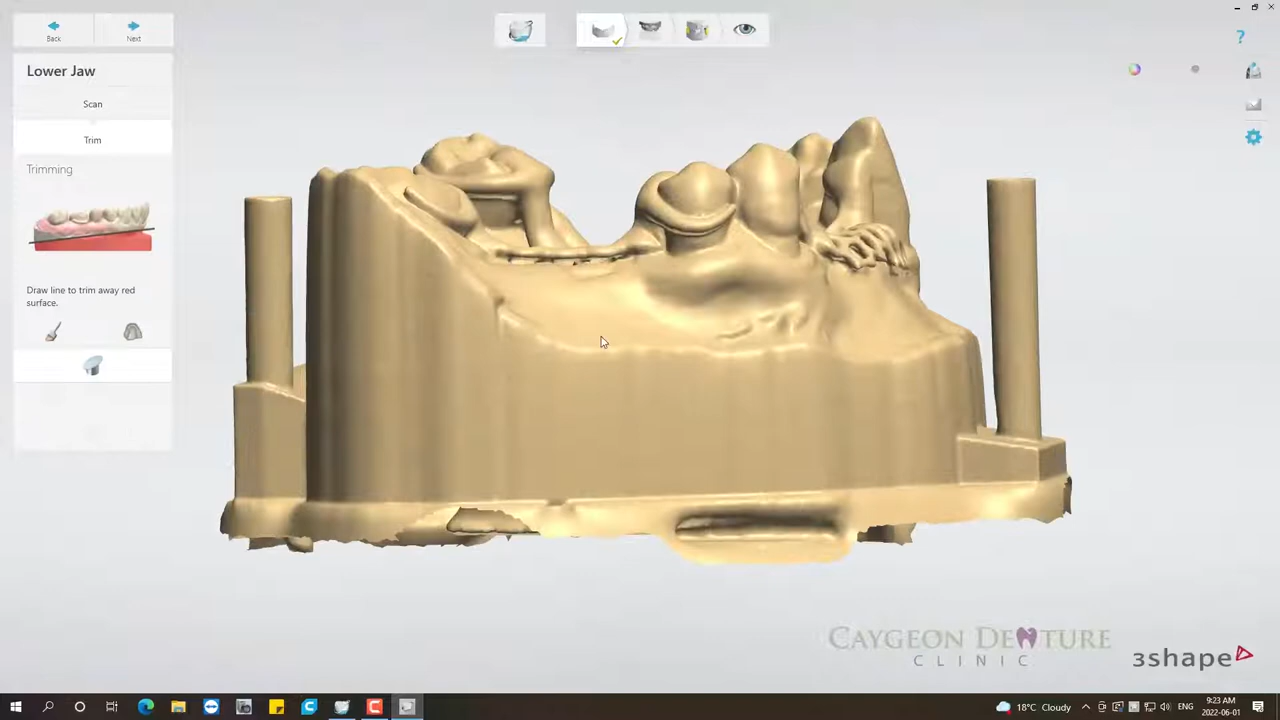 Back
Next
Lower Jaw
Scan
Trim
Trimming
Draw line to trim away red
surface.
?
CAYGEON DENTURE
CLINIC
3shape
18°C Cloudy
ENG
9:23 AM
2022-06-01